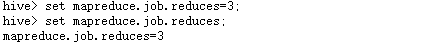 hive> set mapreduce.job.reduces=3;
hive> set mapreduce.job.reduces;
mapreduce.job.reduces=3